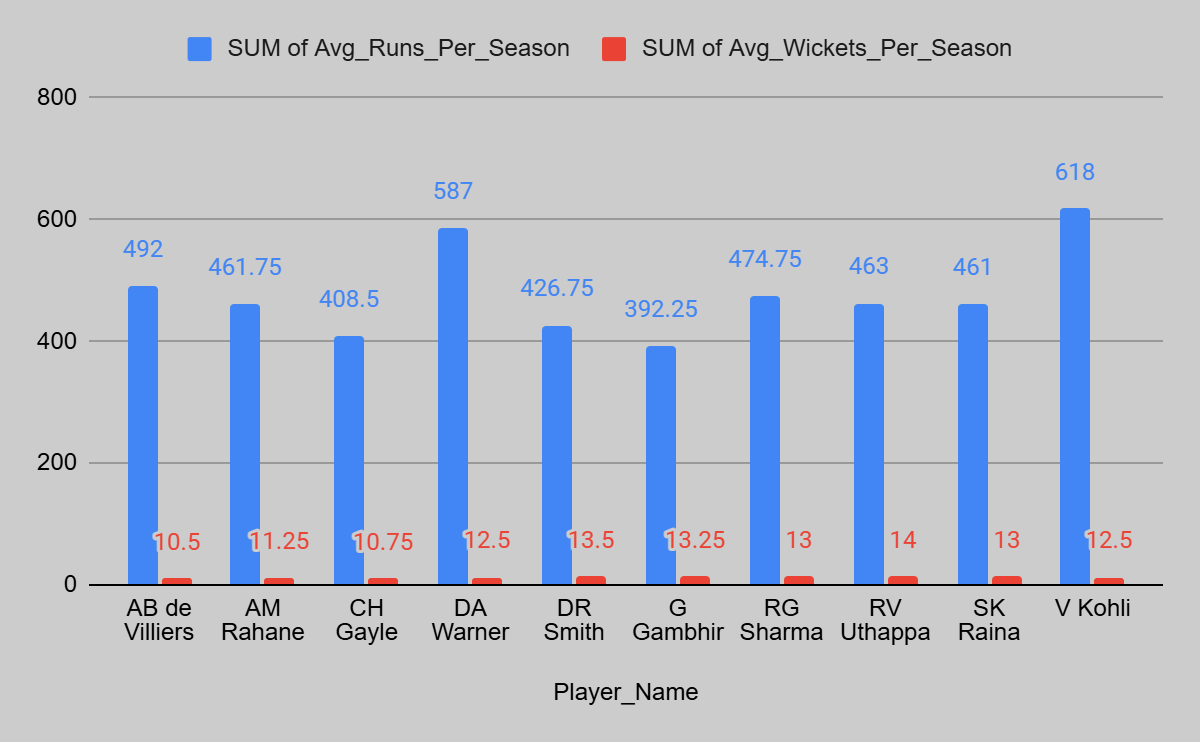 SUM of Avg_Runs_Per_Season SUM of Avg_Wickets_Per_Season
800
600
400
200
0
492
461.75
408.5
587
426.75
392.25
474.75
463
461
618
10.5
11.25
10.75
12.5
13.5
13.25
13
14
13
12.5
AB de
Villiers
AM
Rahane
CH
Gayle
DA
Warner
DR
Smith
G
Gambhir
RG
Sharma
RV
Uthappa
SK
Raina
V Kohli
Player_Name